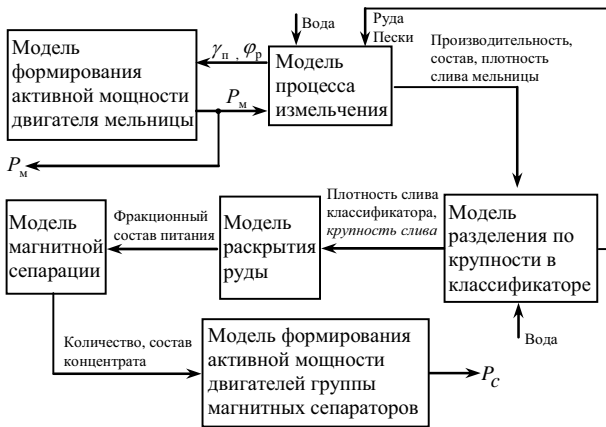 Вода
Руда
Пески
Модель
формирования
активной мощности
двигателя мельницы
γп , φр
Pм
Модель
процесса
измельчения
Производительность,
состав, плотность
слива мельницы
Pм
Модель
магнитной
сепарации
Фракционный
состав питания
Модель
раскрытия
руды
Плотность слива
классификатора,
крупность слива
Модель
разделения по
крупности в
классификаторе
Вода
Количество, состав
концентрата
Модель формирования
активной мощности
двигателей группы
магнитных сепараторов
Pс